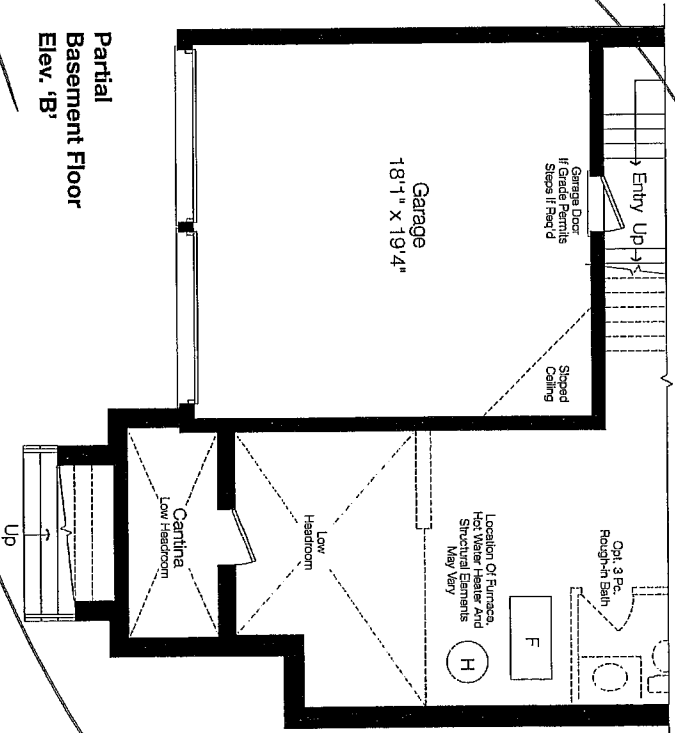 Partial
Basement Floor
Elev. 'B'
Garage
18'1" x 19'4"
Garage Door
If Grade Permits
Steps If Req'd
Entry Up
Sloped
Ceiling
Opt. 3 Pc.
Rough-in Bath
Location Of Furnace,
Hot Water Heater And
Structural Elements
May Vary
F
H
Low
Headroom
Cantina
Low Headroom
Up